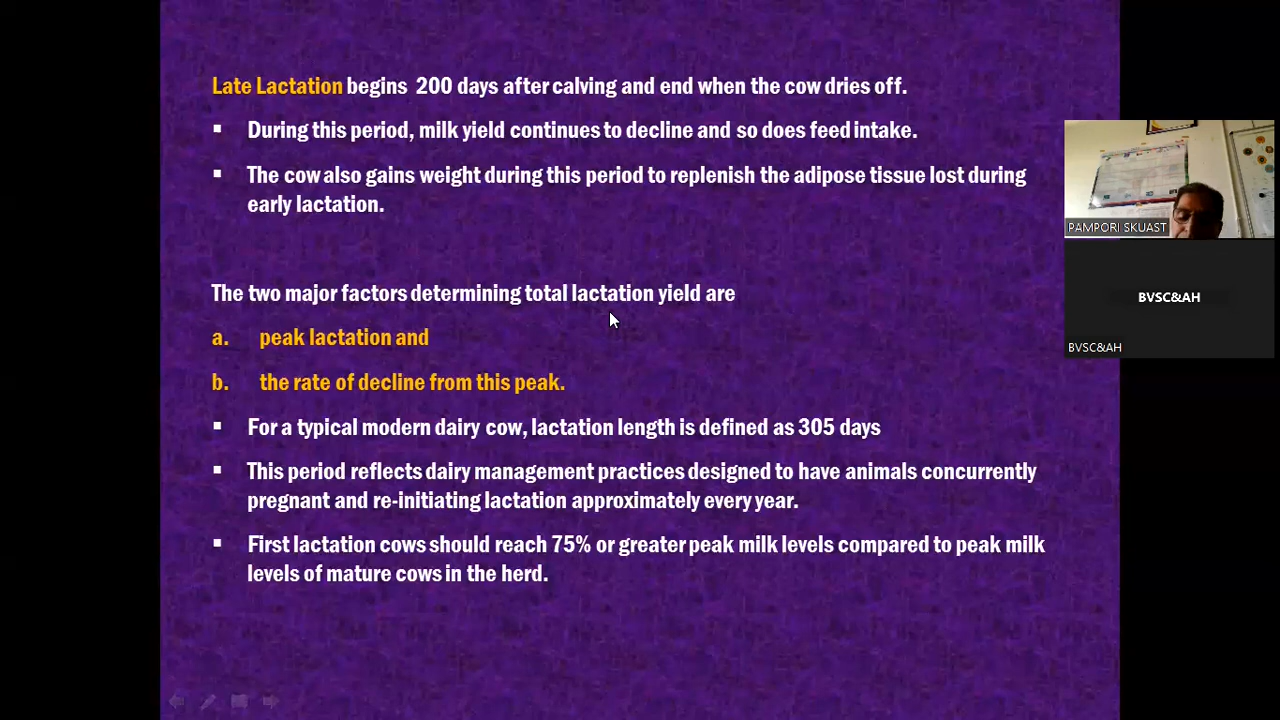 Late Lactation begins 200 days after calving and end when the cow dries off.
▪ During this period, milk yield continues to decline and so does feed intake.
▪ The cow also gains weight during this period to replenish the adipose tissue lost during
early lactation.
The two major factors determining total lactation yield are
a. peak lactation and
b. the rate of decline from this peak.
▪ For a typical modern dairy cow, lactation length is defined as 305 days
▪ This period reflects dairy management practices designed to have animals concurrently
pregnant and re-initiating lactation approximately every year.
▪ First lactation cows should reach 75% or greater peak milk levels compared to peak milk
levels of mature cows in the herd.
PAMPORI SKUAST
BVSC&AH
BVSC&AH